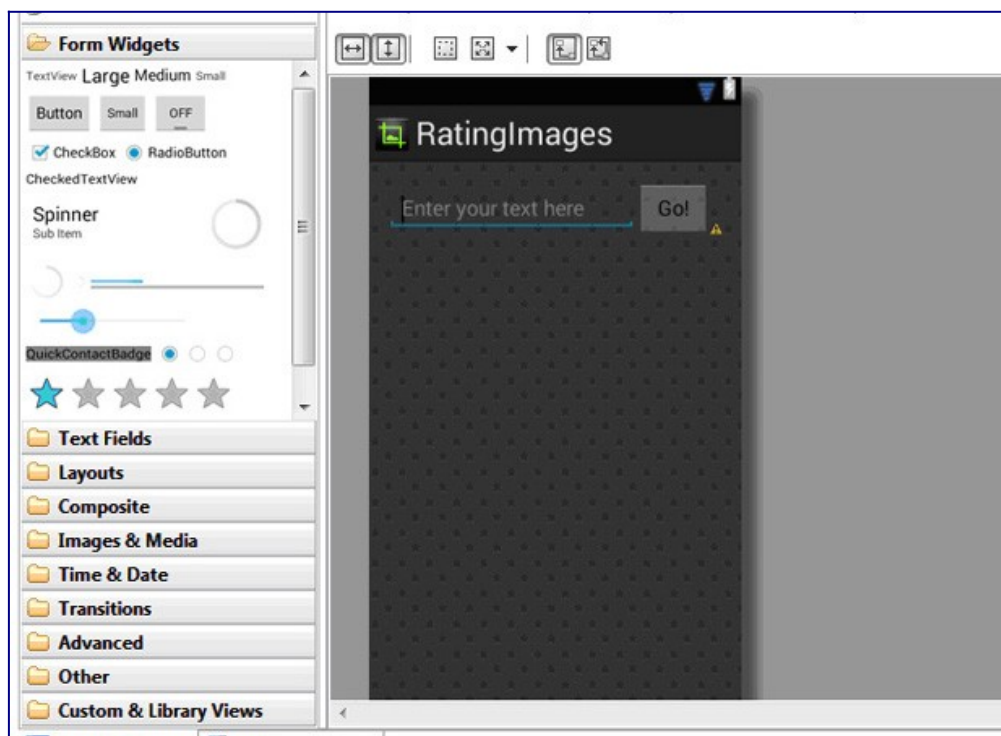 Form Widgets
TextView Large Medium Small
Button Small OFF
CheckBox RadioButton
CheckedTextView
Spinner
Sub Item
QuickContactBadge
Text Fields
Layouts
Composite
Images & Media
Time & Date
Transitions
Advanced
Other
Custom & Library Views
RatingImages
Enter your text here Go!